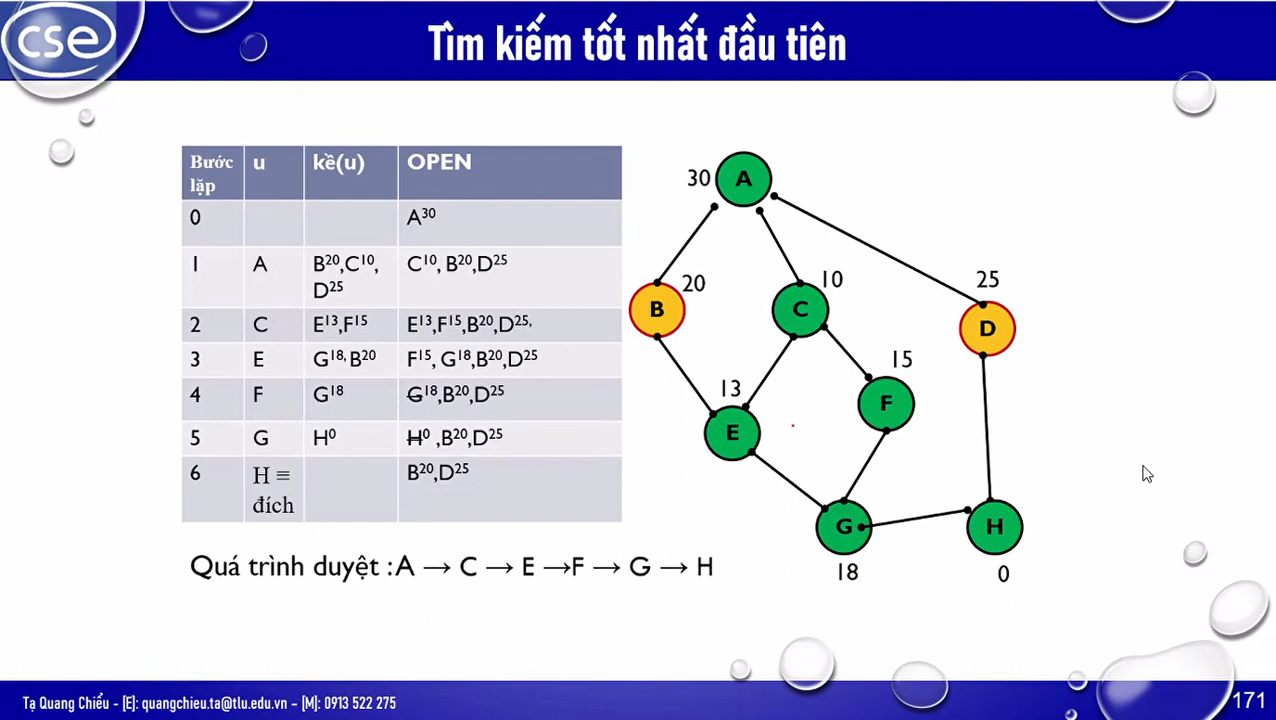 cse
Tìm kiếm tốt nhất đầu tiên
Bước lặp u kề(u) OPEN
0 A³⁰
1 A B²⁰,C¹⁰, D²⁵ C¹⁰, B²⁰,D²⁵
2 C E¹³,F¹⁵ E¹³,F¹⁵,B²⁰,D²⁵,
3 E G¹⁸, B²⁰ F¹⁵, G¹⁸,B²⁰,D²⁵
4 F G¹⁸ G¹⁸,B²⁰,D²⁵
5 G H⁰ H⁰ ,B²⁰,D²⁵
6 H ≡ đích B²⁰,D²⁵
30 A
B 20
C 10
25
D
13
E
15
F
G
18
H
0
Quá trình duyệt :A → C → E →F → G → H
Tạ Quang Chiểu - [E]: quangchieu.ta@tlu.edu.vn – [M]: 0913 522 275
171